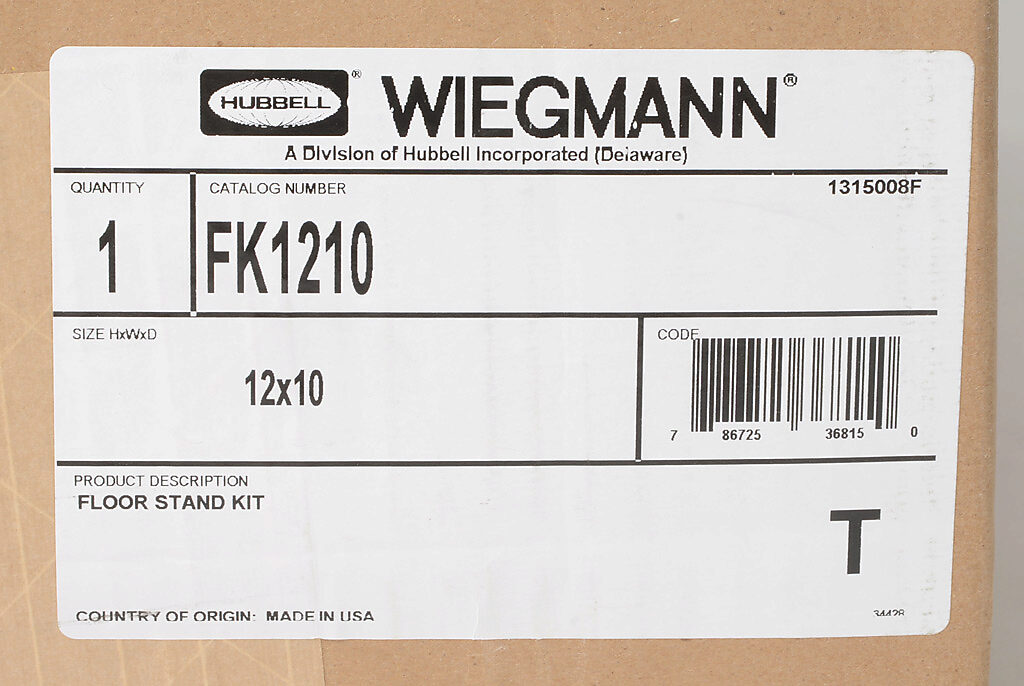 HUBBELL® WIEGMANN®
A Division of Hubbell Incorporated (Delaware)
QUANTITY CATALOG NUMBER 1315008F
1 FK1210
SIZE HxWxD CODE
12x10
7 86725 36815 0
PRODUCT DESCRIPTION
FLOOR STAND KIT
T
COUNTRY OF ORIGIN: MADE IN USA